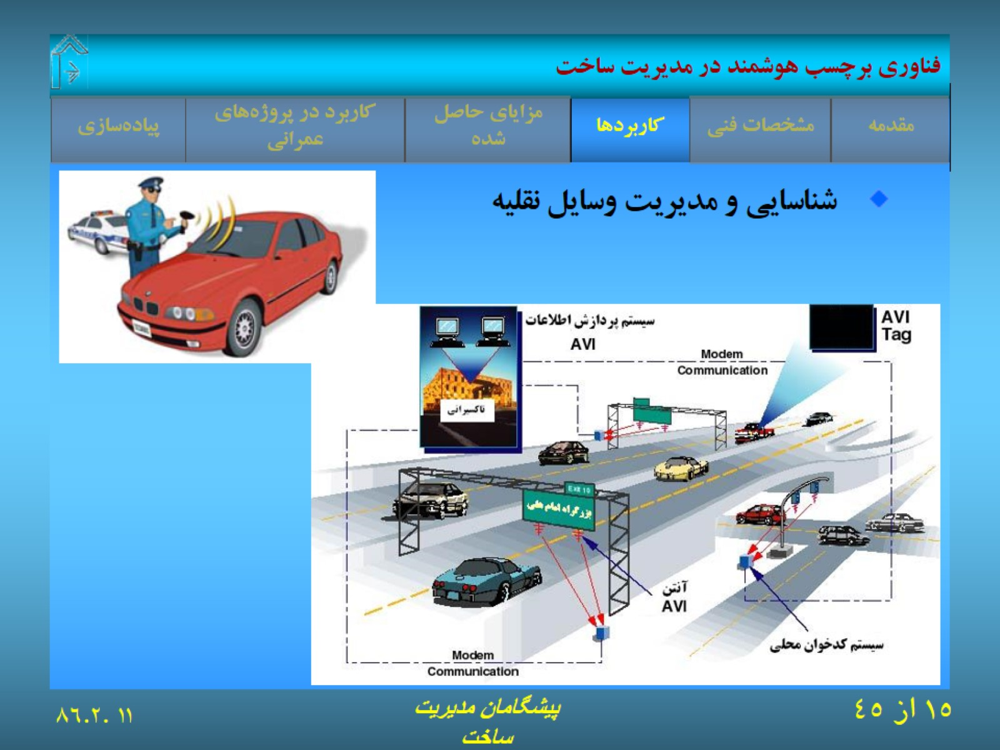 فناوری برچسب هوشمند در مدیریت ساخت
مقدمه
مشخصات فنی
کاربردها
مزایای حاصل
شده
کاربرد در پروژه‌های
عمرانی
پیاده‌سازی
شناسایی و مدیریت وسایل نقلیه
سیستم پردازش اطلاعات
AVI
AVI
Tag
Modem
Communication
تاکسیرانی
Exit 10
بزرگراه امام علی
آنتن
AVI
سیستم کدخوان محلی
Modem
Communication
۱۵ از ٤٥
پیشگامان مدیریت
ساخت
۸۶.۲. ۱۱